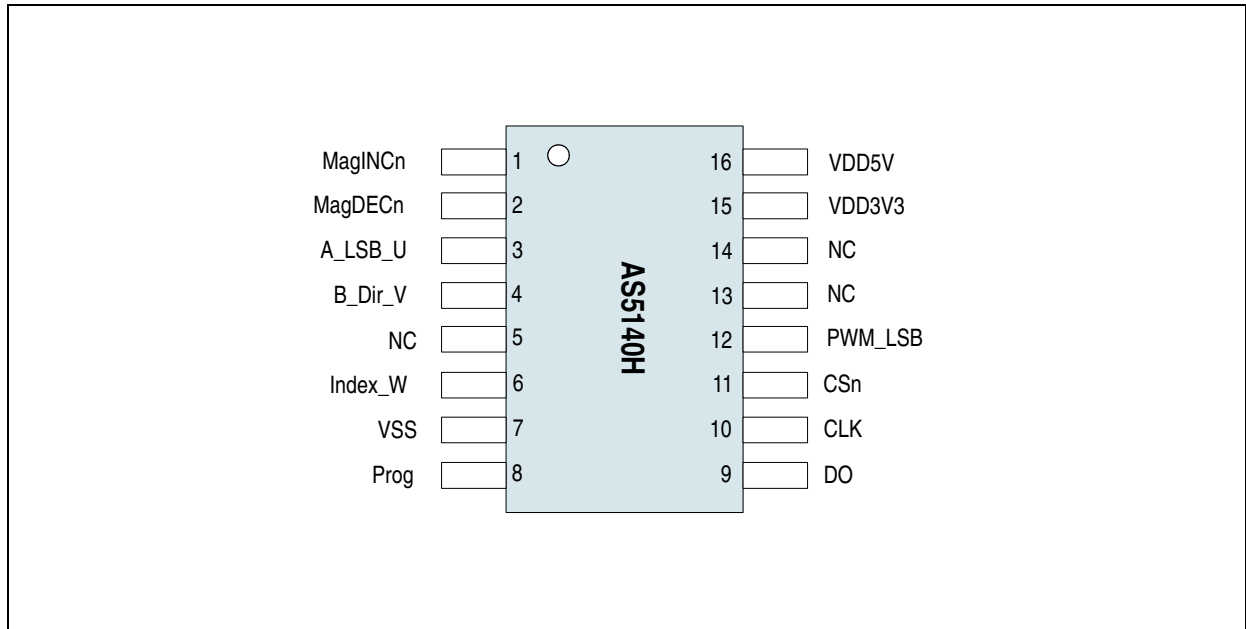 MagINCn 1 16 VDD5V
MagDECn 2 15 VDD3V3
A_LSB_U 3 14 NC
B_Dir_V 4 13 NC
NC 5 12 PWM_LSB
Index_W 6 11 CSn
VSS 7 10 CLK
Prog 8 9 DO
AS5140H